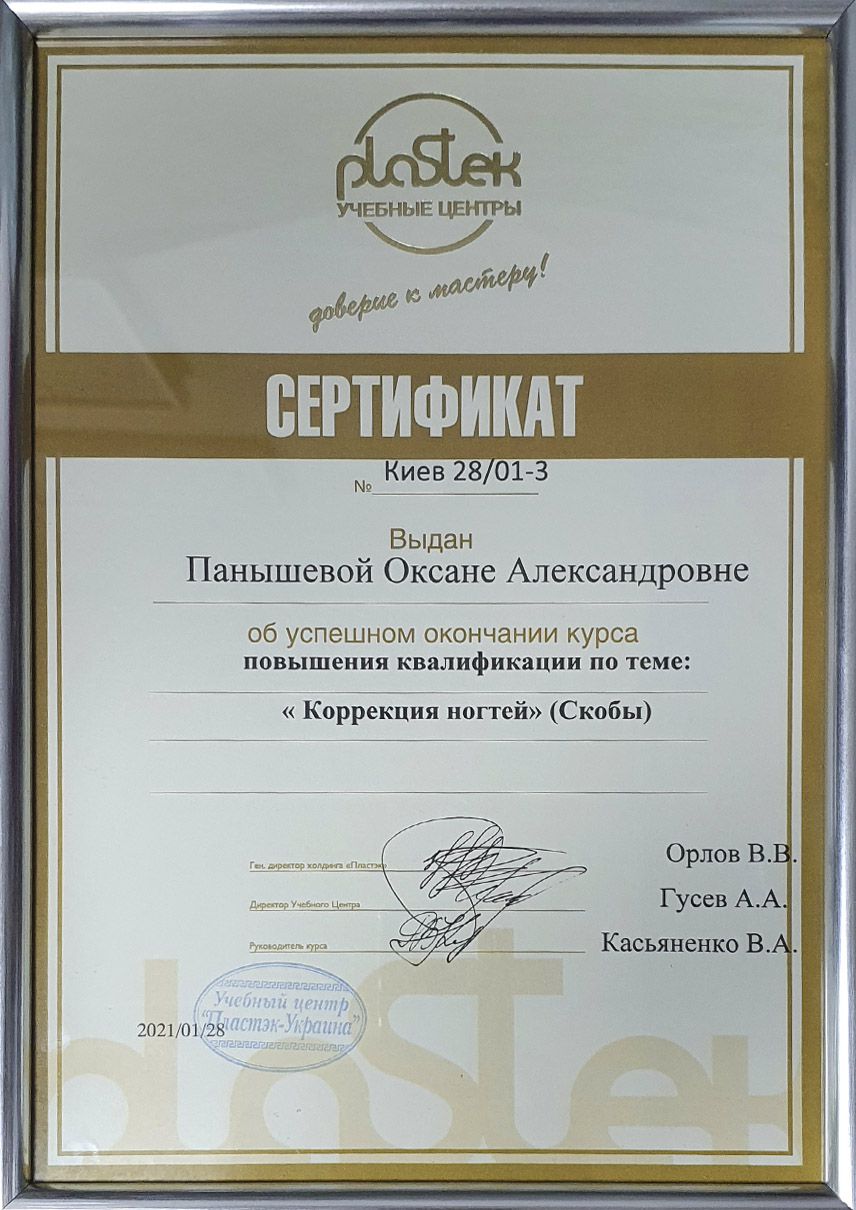 plastek
УЧЕБНЫЕ ЦЕНТРЫ
доверие к мастеру!
СЕРТИФИКАТ
№ Киев 28/01-3
Выдан
Панышевой Оксане Александровне
об успешном окончании курса
повышения квалификации по теме:
« Коррекция ногтей» (Скобы)
Ген. директор холдинга «Пластэк» Орлов В.В.
Директор Учебного Центра Гусев А.А.
Руководитель курса Касьяненко В.А.
Учебный центр
"Пластэк-Украина"
2021/01/28
plastek